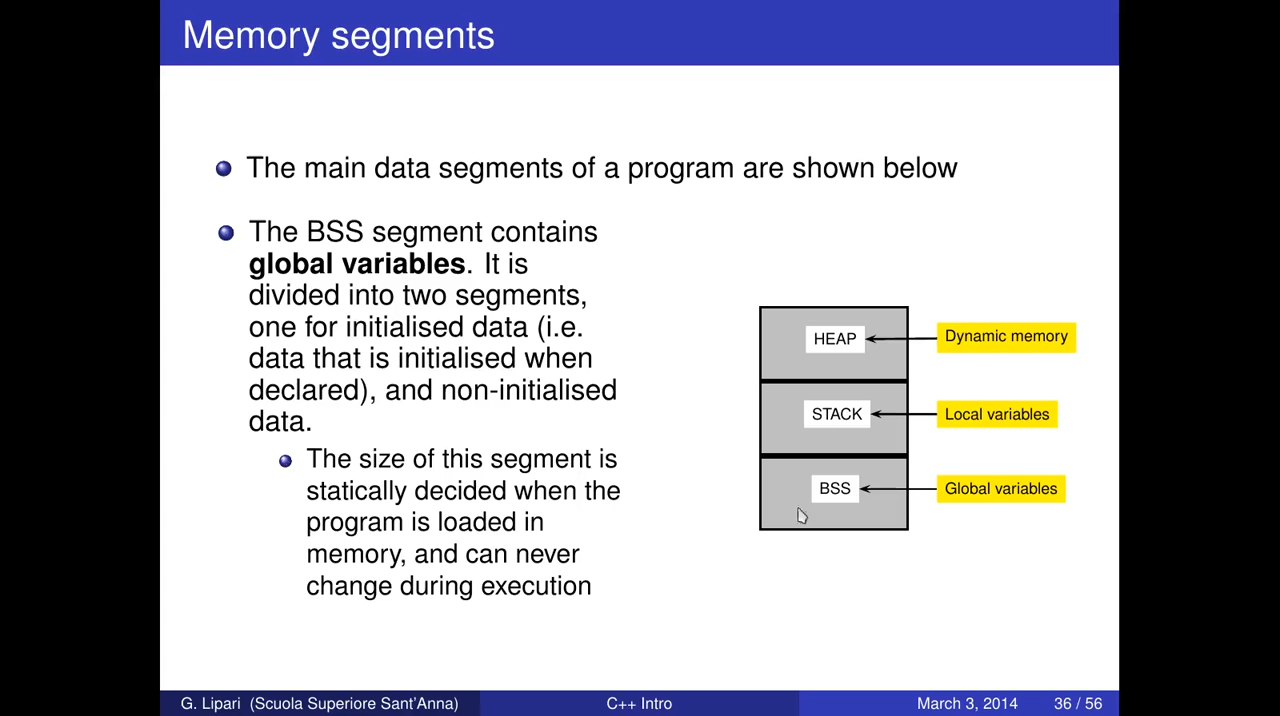 Memory segments
The main data segments of a program are shown below
The BSS segment contains
global variables. It is
divided into two segments,
one for initialised data (i.e.
data that is initialised when
declared), and non-initialised
data.
The size of this segment is
statically decided when the
program is loaded in
memory, and can never
change during execution
HEAP
Dynamic memory
STACK
Local variables
BSS
Global variables
G. Lipari (Scuola Superiore Sant'Anna)
C++ Intro
March 3, 2014
36 / 56